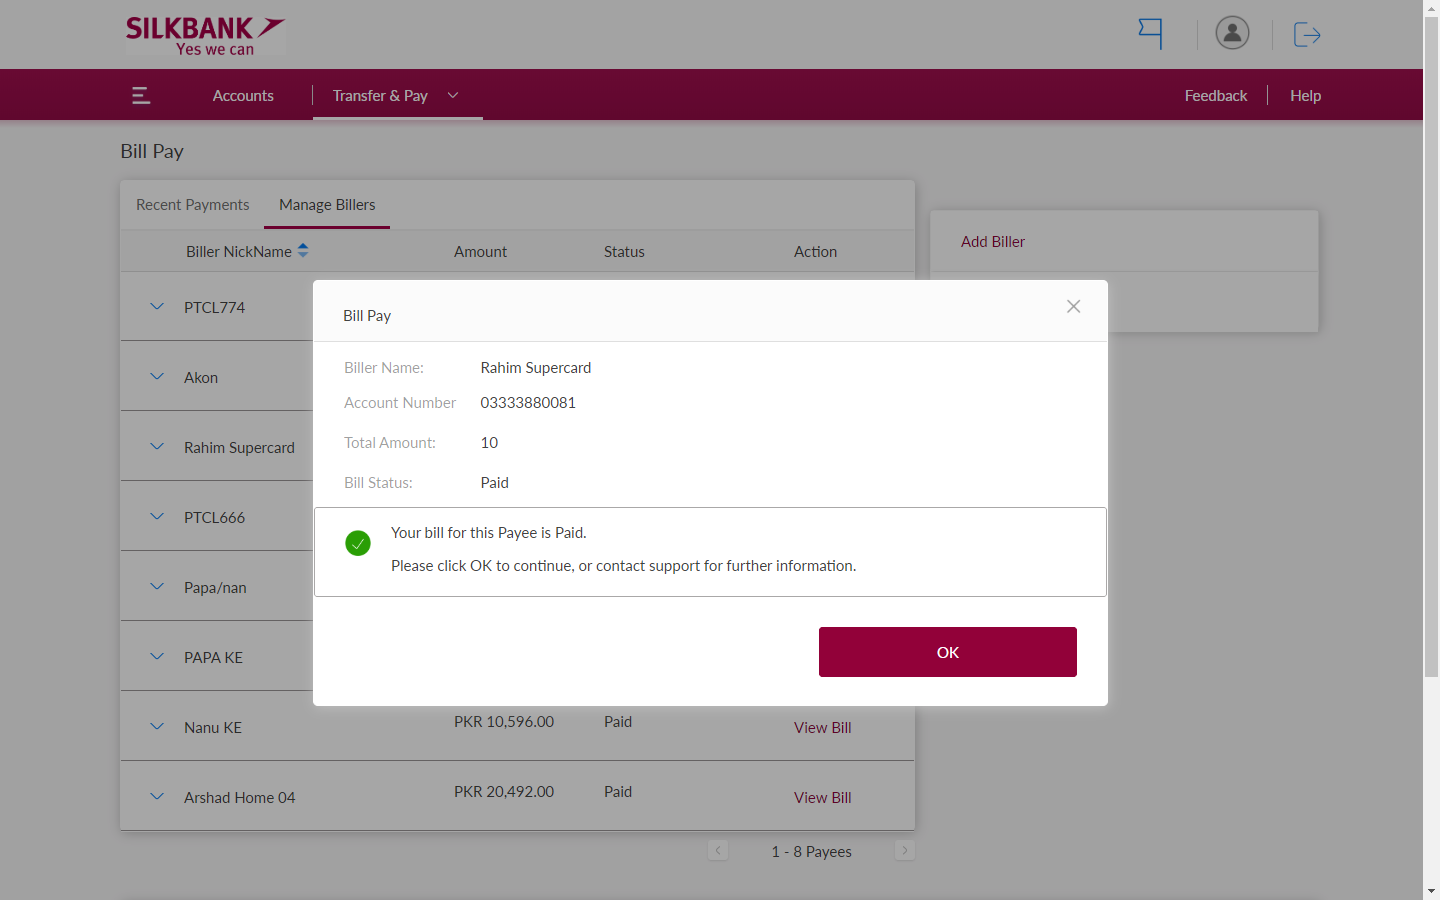 SILKBANK
Yes we can
Accounts
Transfer & Pay
Feedback
Help
Bill Pay
Recent Payments
Manage Billers
Biller NickName
Amount
Status
Action
Add Biller
PTCL774
Akon
Rahim Supercard
PTCL666
Papa/nan
PAPA KE
Nanu KE
PKR 10,596.00
Paid
View Bill
Arshad Home 04
PKR 20,492.00
Paid
View Bill
1 - 8 Payees
Bill Pay
Biller Name:
Rahim Supercard
Account Number
03333880081
Total Amount:
10
Bill Status:
Paid
Your bill for this Payee is Paid.
Please click OK to continue, or contact support for further information.
OK